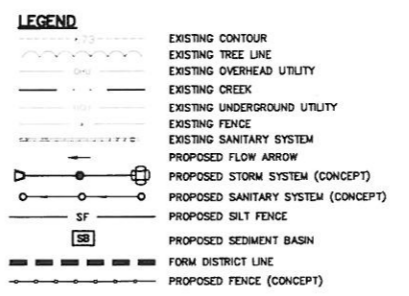 LEGEND
EXISTING CONTOUR
EXISTING TREE LINE
OHU EXISTING OVERHEAD UTILITY
EXISTING CREEK
EXISTING UNDERGROUND UTILITY
EXISTING FENCE
EXISTING SANITARY SYSTEM
PROPOSED FLOW ARROW
PROPOSED STORM SYSTEM (CONCEPT)
PROPOSED SANITARY SYSTEM (CONCEPT)
SF PROPOSED SILT FENCE
SB PROPOSED SEDIMENT BASIN
FORM DISTRICT LINE
PROPOSED FENCE (CONCEPT)